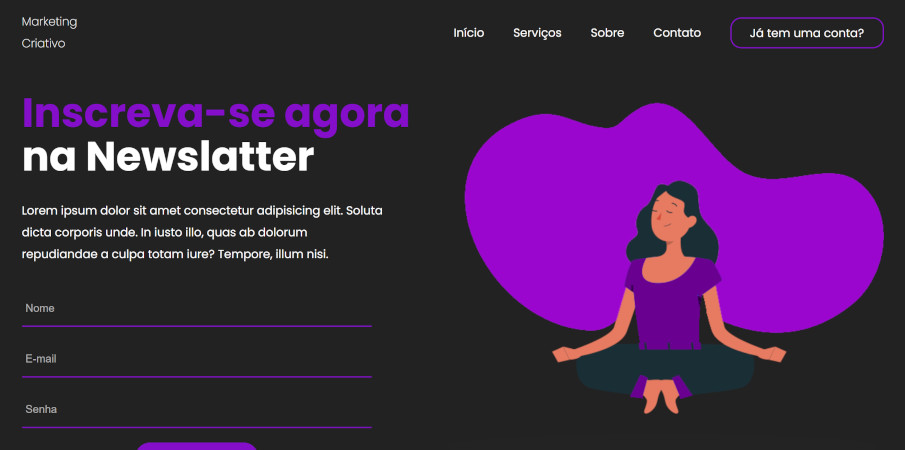 Marketing
Criativo
Início Serviços Sobre Contato Já tem uma conta?
Inscreva-se agora
na Newslatter
Lorem ipsum dolor sit amet consectetur adipisicing elit. Soluta
dicta corporis unde. In iusto illo, quas ab dolorum
repudiandae a culpa totam iure? Tempore, illum nisi.
Nome
E-mail
Senha